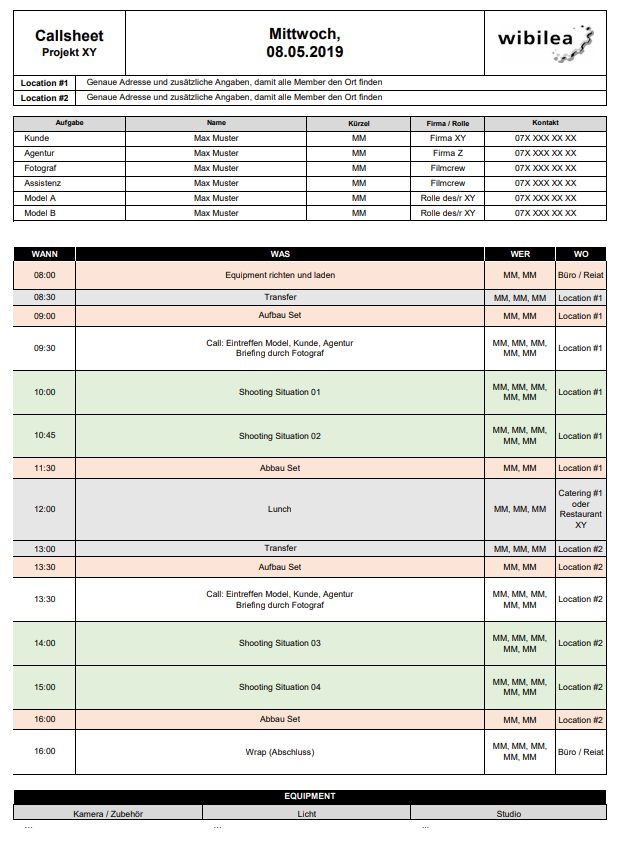 Callsheet
Projekt XY
Mittwoch,
08.05.2019
wibilea
Location #1 Genaue Adresse und zusätzliche Angaben, damit alle Member den Ort finden
Location #2 Genaue Adresse und zusätzliche Angaben, damit alle Member den Ort finden
Aufgabe Name Kürzel Firma / Rolle Kontakt
Kunde Max Muster MM Firma XY 07X XXX XX XX
Agentur Max Muster MM Firma Z 07X XXX XX XX
Fotograf Max Muster MM Filmcrew 07X XXX XX XX
Assistenz Max Muster MM Filmcrew 07X XXX XX XX
Model A Max Muster MM Rolle des/r XY 07X XXX XX XX
Model B Max Muster MM Rolle des/r XY 07X XXX XX XX
WANN WAS WER WO
08:00 Equipment richten und laden MM, MM Büro / Reiat
08:30 Transfer MM, MM, MM Location #1
09:00 Aufbau Set MM, MM Location #1
09:30 Call: Eintreffen Model, Kunde, Agentur
Briefing durch Fotograf MM, MM, MM,
MM, MM Location #1
10:00 Shooting Situation 01 MM, MM, MM,
MM, MM Location #1
10:45 Shooting Situation 02 MM, MM, MM,
MM, MM Location #1
11:30 Abbau Set MM, MM Location #1
12:00 Lunch MM, MM, MM Catering #1
oder
Restaurant
XY
13:00 Transfer MM, MM, MM Location #2
13:30 Aufbau Set MM, MM Location #2
13:30 Call: Eintreffen Model, Kunde, Agentur
Briefing durch Fotograf MM, MM, MM,
MM, MM Location #2
14:00 Shooting Situation 03 MM, MM, MM,
MM, MM Location #2
15:00 Shooting Situation 04 MM, MM, MM,
MM, MM Location #2
16:00 Abbau Set MM, MM Location #2
16:00 Wrap (Abschluss) MM, MM, MM,
MM, MM Büro / Reiat
EQUIPMENT
Kamera / Zubehör Licht Studio
... ... ...